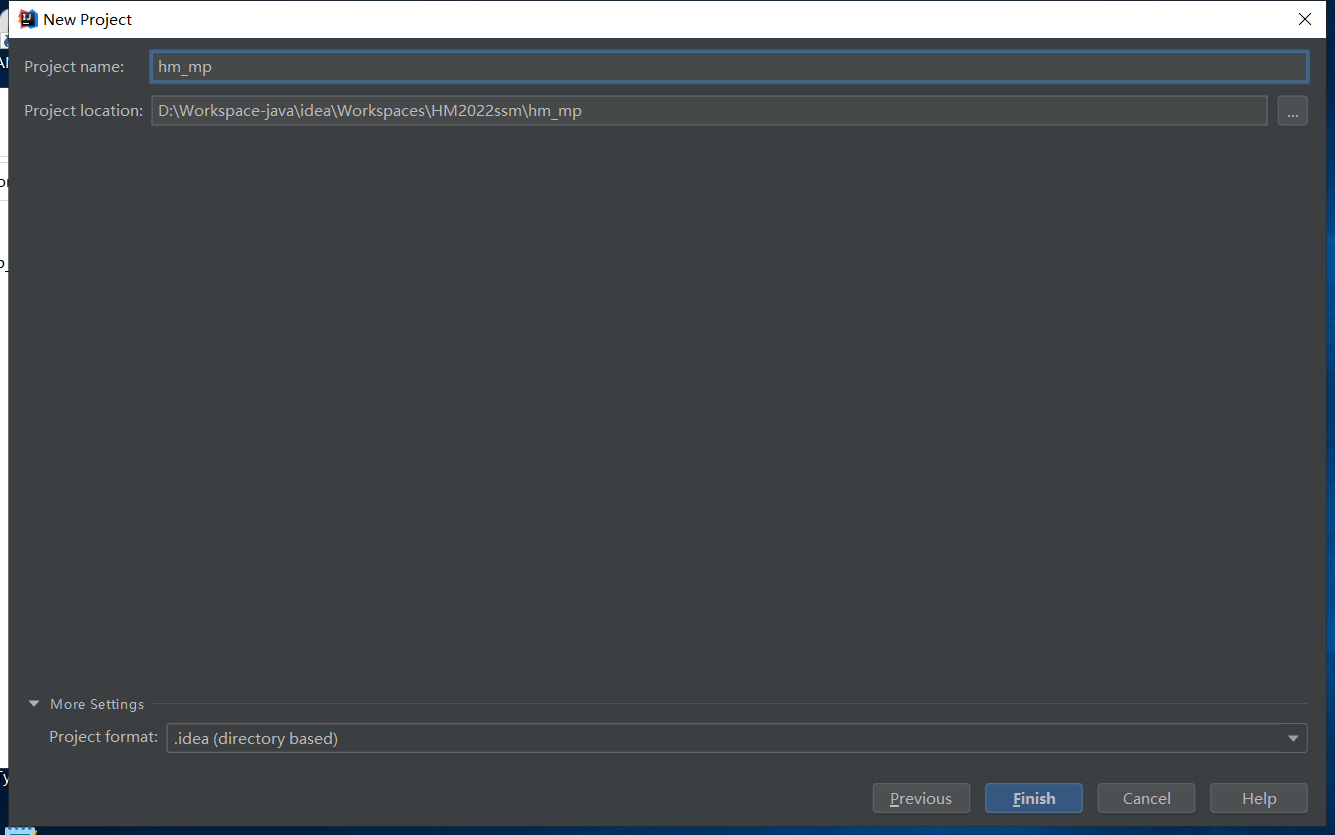 New Project
Project name: hm_mp
Project location: D:\Workspace-java\idea\Workspaces\HM2022ssm\hm_mp ...
More Settings
Project format: .idea (directory based)
Previous Finish Cancel Help